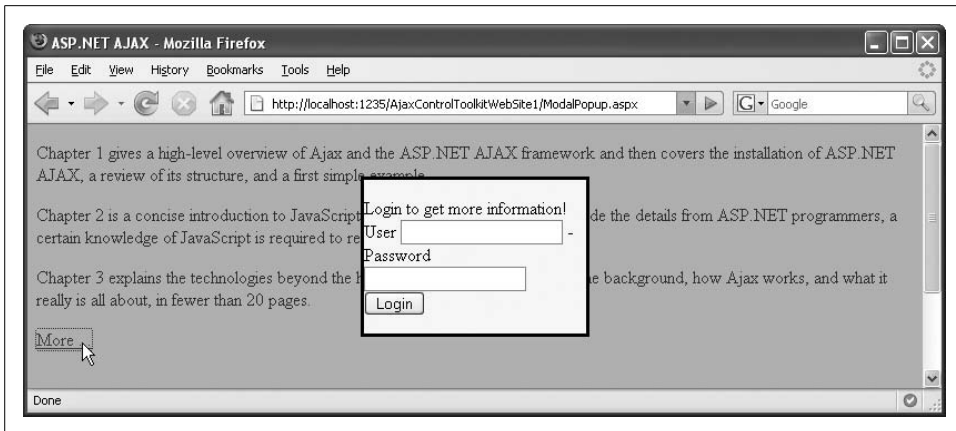 ASP.NET AJAX - Mozilla Firefox
File Edit View History Bookmarks Tools Help
http://localhost:1235/AjaxControlToolkitWebSite1/ModalPopup.aspx
G Google
Chapter 1 gives a high-level overview of Ajax and the ASP.NET AJAX framework and then covers the installation of ASP.NET
AJAX, a review of its structure, and a first simple example.
Chapter 2 is a concise introduction to JavaScript de the details from ASP.NET programmers, a
certain knowledge of JavaScript is required to re
Chapter 3 explains the technologies beyond the h e background, how Ajax works, and what it
really is all about, in fewer than 20 pages.
More ...
Login to get more information!
User -
Password
Login
Done